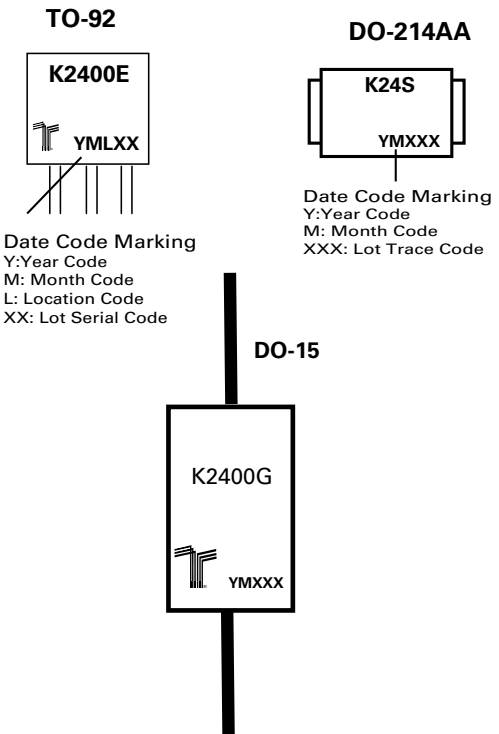 TO-92
K2400E
YMLXX
Date Code Marking
Y:Year Code
M: Month Code
L: Location Code
XX: Lot Serial Code
DO-214AA
K24S
YMXXX
Date Code Marking
Y:Year Code
M: Month Code
XXX: Lot Trace Code
DO-15
K2400G
YMXXX